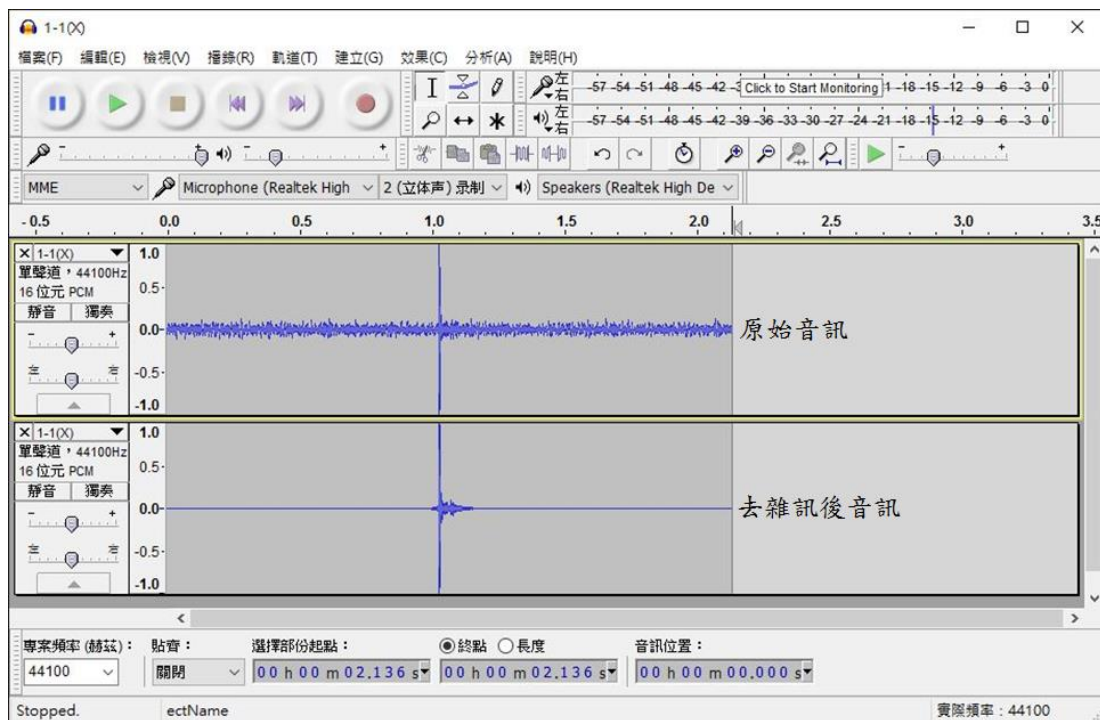 1-1(X)
檔案(F) 編輯(E) 檢視(V) 播錄(R) 軌道(T) 建立(G) 效果(C) 分析(A) 說明(H)
左 右 -57 -54 -51 -48 -45 -42 -3 Click to Start Monitoring 1 -18 -15 -12 -9 -6 -3 0
左 右 -57 -54 -51 -48 -45 -42 -39 -36 -33 -30 -27 -24 -21 -18 -15 -12 -9 -6 -3 0
- + - + - +
MME Microphone (Realtek High 2 (立体声) 录制 Speakers (Realtek High De
-0.5 0.0 0.5 1.0 1.5 2.0 2.5 3.0 3.5
1-1(X) 1.0
單聲道,44100Hz
16 位元 PCM 0.5
靜音 獨奏
- + 0.0 原始音訊
左 右 -0.5
-1.0
1-1(X) 1.0
單聲道,44100Hz
16 位元 PCM 0.5
靜音 獨奏
- + 0.0 去雜訊後音訊
左 右 -0.5
-1.0
專案頻率 (赫茲): 貼齊: 選擇部份起點: 終點 長度 音訊位置:
44100 關閉 00 h 00 m 02.136 s 00 h 00 m 02.136 s 00 h 00 m 00.000 s
Stopped. ectName 實際頻率:44100